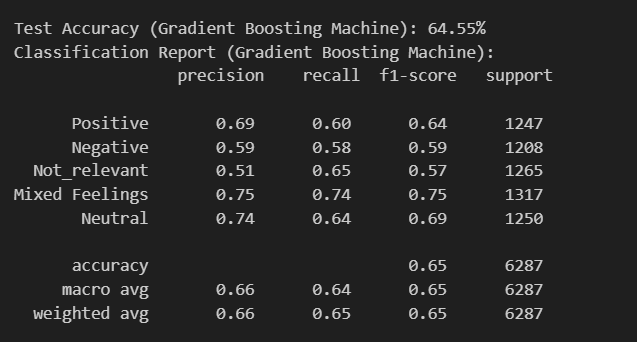 Test Accuracy (Gradient Boosting Machine): 64.55%
Classification Report (Gradient Boosting Machine):
precision recall f1-score support
Positive 0.69 0.60 0.64 1247
Negative 0.59 0.58 0.59 1208
Not_relevant 0.51 0.65 0.57 1265
Mixed Feelings 0.75 0.74 0.75 1317
Neutral 0.74 0.64 0.69 1250
accuracy 0.65 6287
macro avg 0.66 0.64 0.65 6287
weighted avg 0.66 0.65 0.65 6287